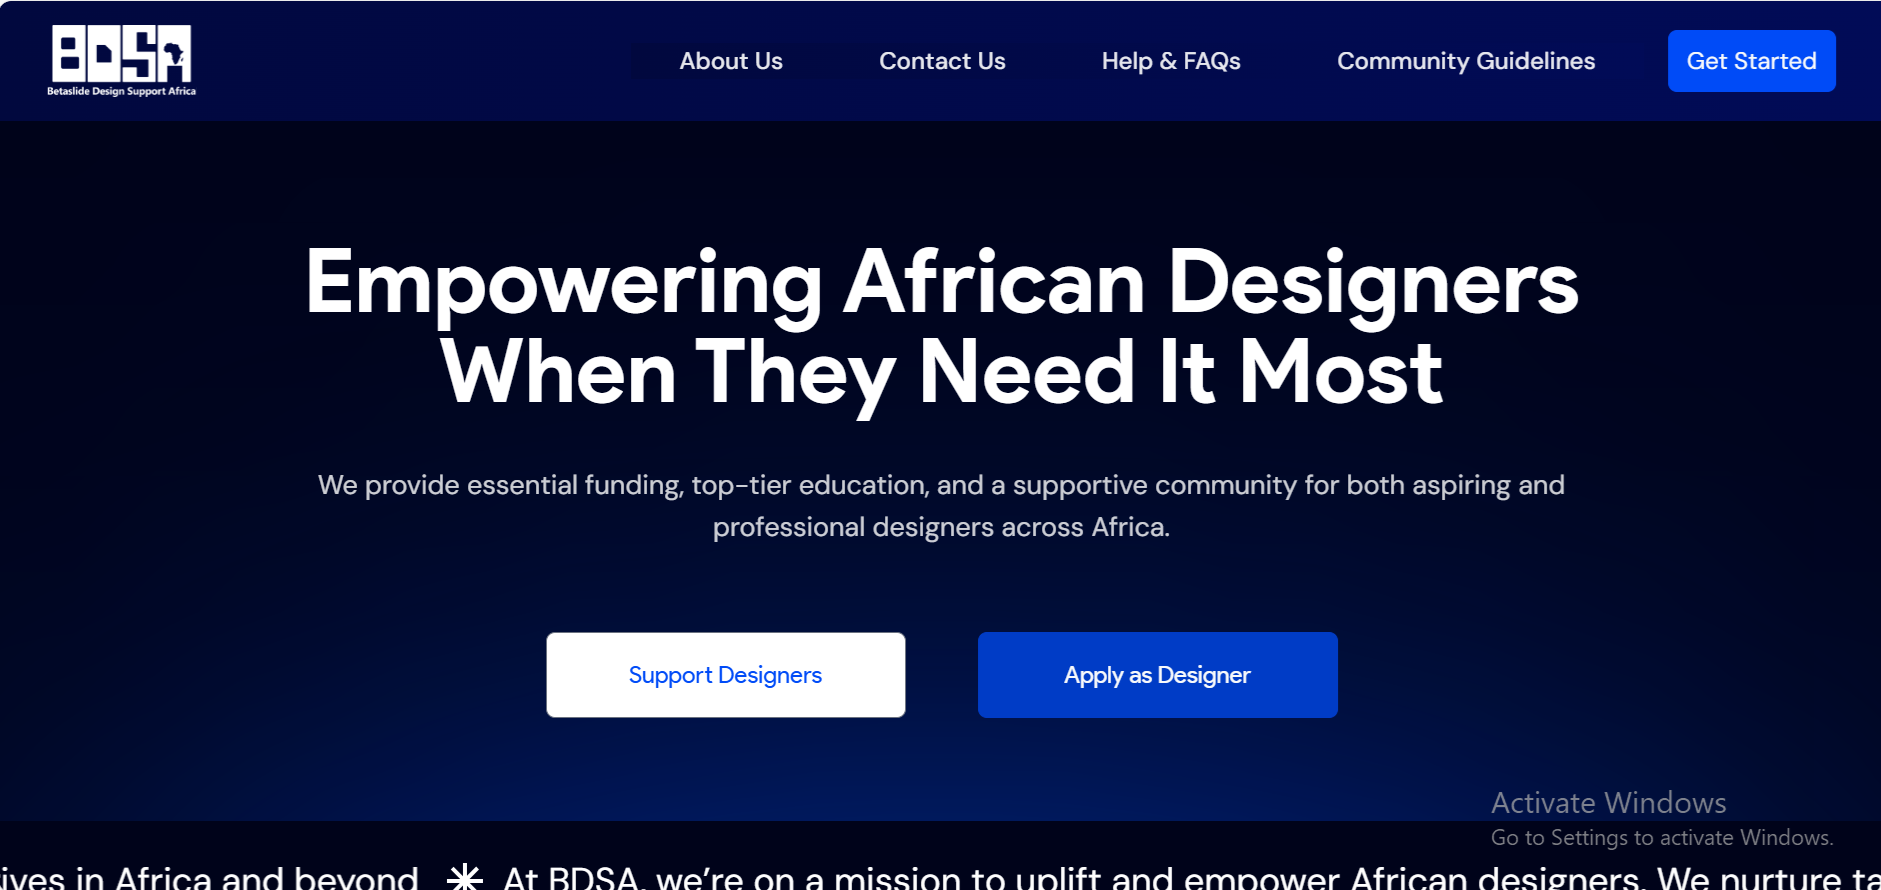 BDSA
Betaslide Design Support Africa
About Us
Contact Us
Help & FAQs
Community Guidelines
Get Started
Empowering African Designers
When They Need It Most
We provide essential funding, top-tier education, and a supportive community for both aspiring and
professional designers across Africa.
Support Designers
Apply as Designer
Activate Windows
Go to Settings to activate Windows.
in Africa and beyond
At BDSA, we’re on a mission to uplift and empower African designers. We nurture